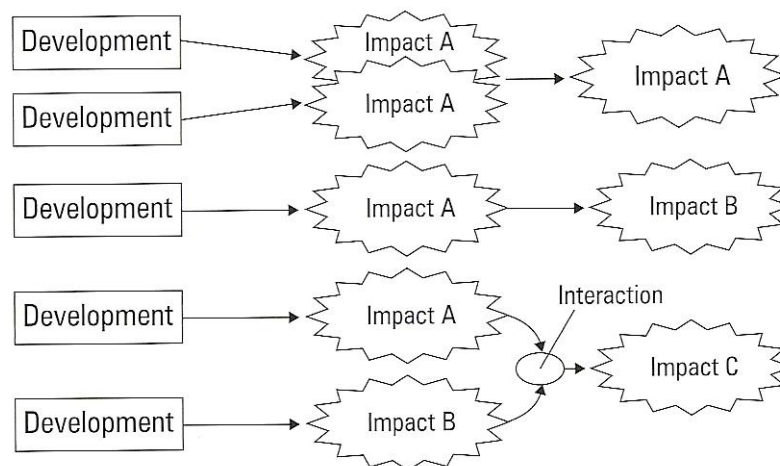 Development
Impact A
Impact A
Development
Impact A
Development
Impact A
Impact B
Development
Impact A
Interaction
Impact C
Development
Impact B